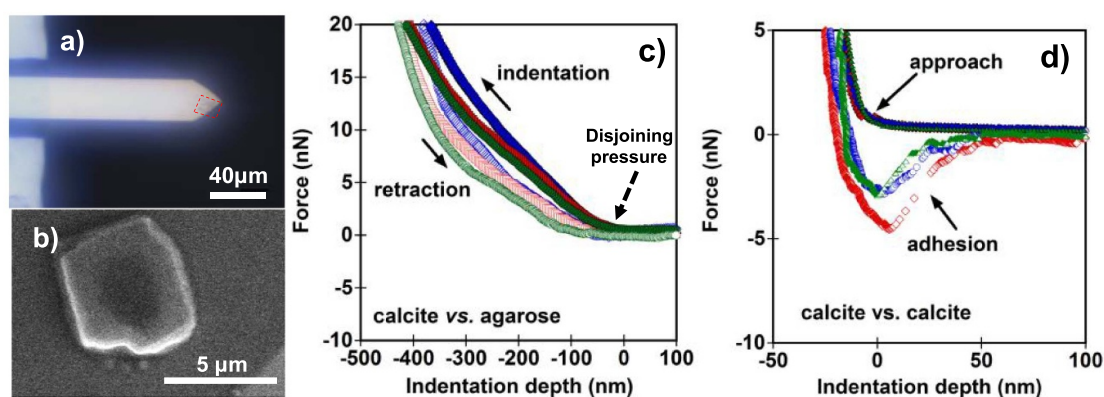 a)
40μm
b)
5 μm
c)
20
15
10
5
0
-5
-10
Force (nN)
indentation
Disjoining
pressure
retraction
calcite vs. agarose
-500 -400 -300 -200 -100 0 100
Indentation depth (nm)
d)
5
0
-5
-10
Force (nN)
approach
adhesion
calcite vs. calcite
-50 0 50 100
Indentation depth (nm)